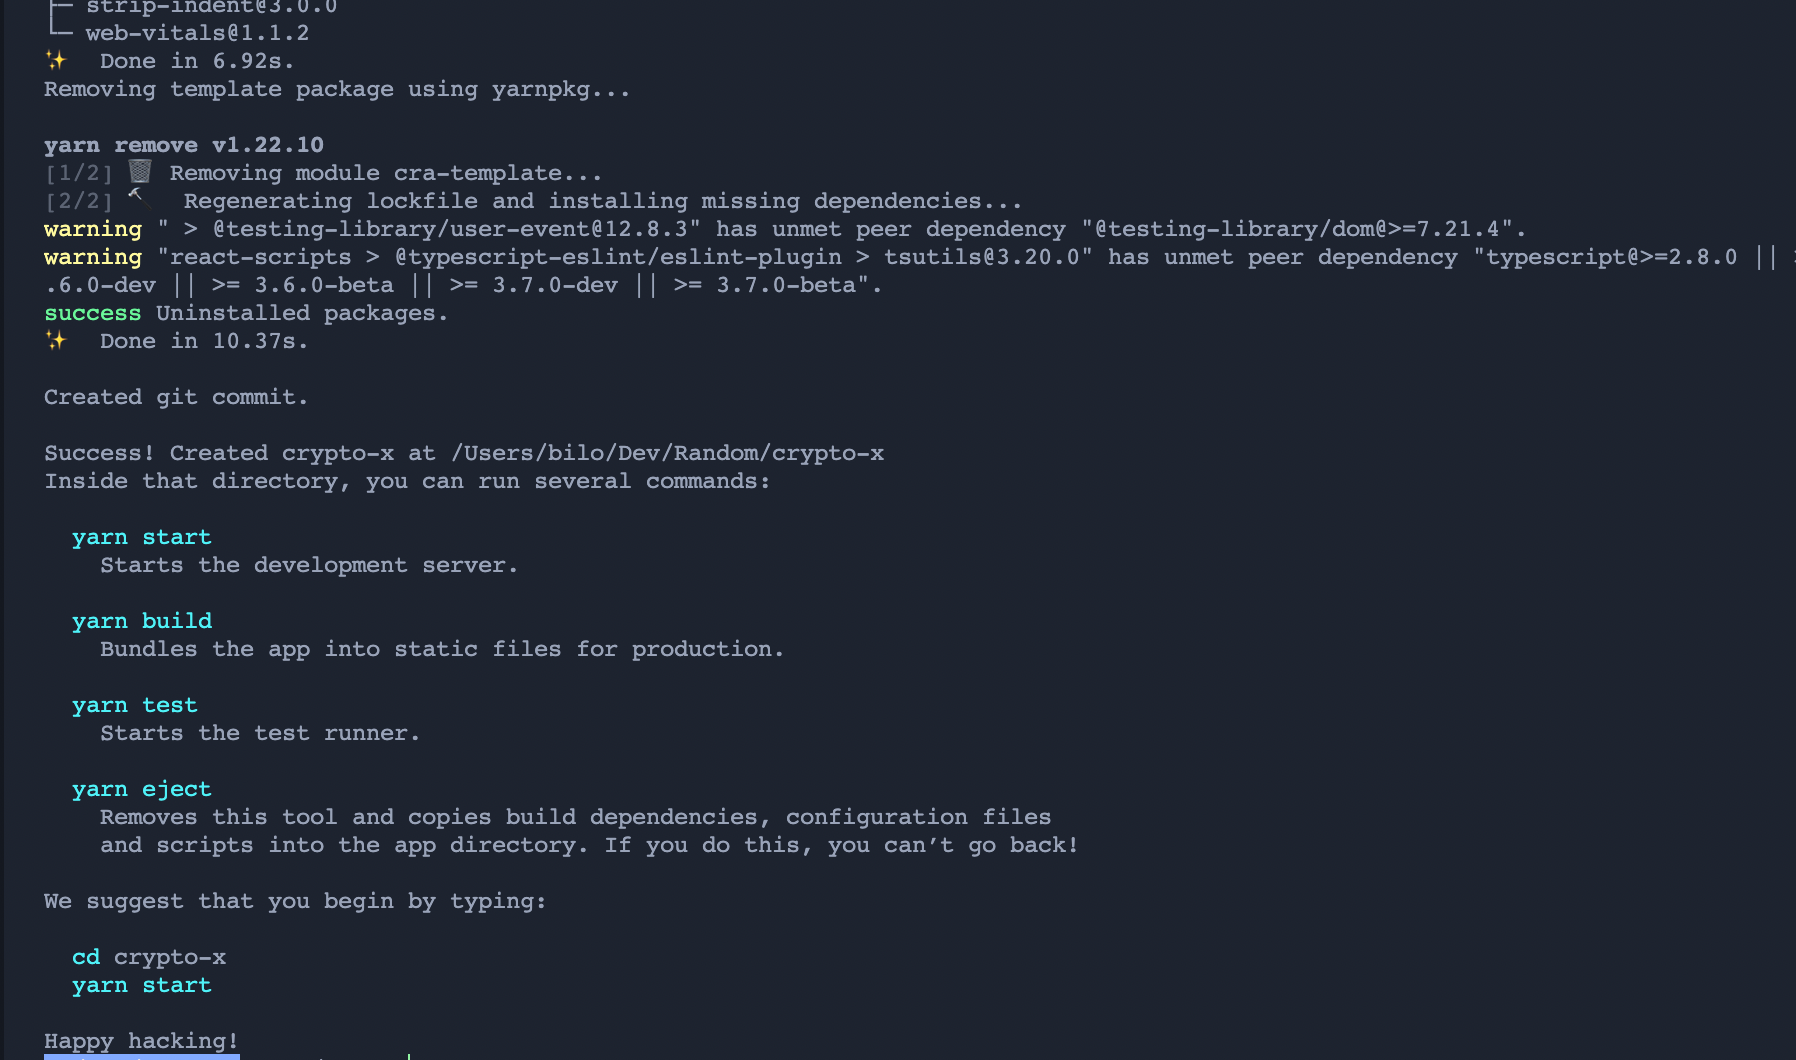 ├─ strip-indent@3.0.0
└─ web-vitals@1.1.2
✨  Done in 6.92s.
Removing template package using yarnpkg...
yarn remove v1.22.10
[1/2] 🗑 Removing module cra-template...
[2/2] 🔨 Regenerating lockfile and installing missing dependencies...
warning " > @testing-library/user-event@12.8.3" has unmet peer dependency "@testing-library/dom@>=7.21.4".
warning "react-scripts > @typescript-eslint/eslint-plugin > tsutils@3.20.0" has unmet peer dependency "typescript@>=2.8.0 ||
.6.0-dev || >= 3.6.0-beta || >= 3.7.0-dev || >= 3.7.0-beta".
success Uninstalled packages.
✨  Done in 10.37s.
Created git commit.
Success! Created crypto-x at /Users/bilo/Dev/Random/crypto-x
Inside that directory, you can run several commands:
yarn start
Starts the development server.
yarn build
Bundles the app into static files for production.
yarn test
Starts the test runner.
yarn eject
Removes this tool and copies build dependencies, configuration files
and scripts into the app directory. If you do this, you can’t go back!
We suggest that you begin by typing:
cd crypto-x
yarn start
Happy hacking!